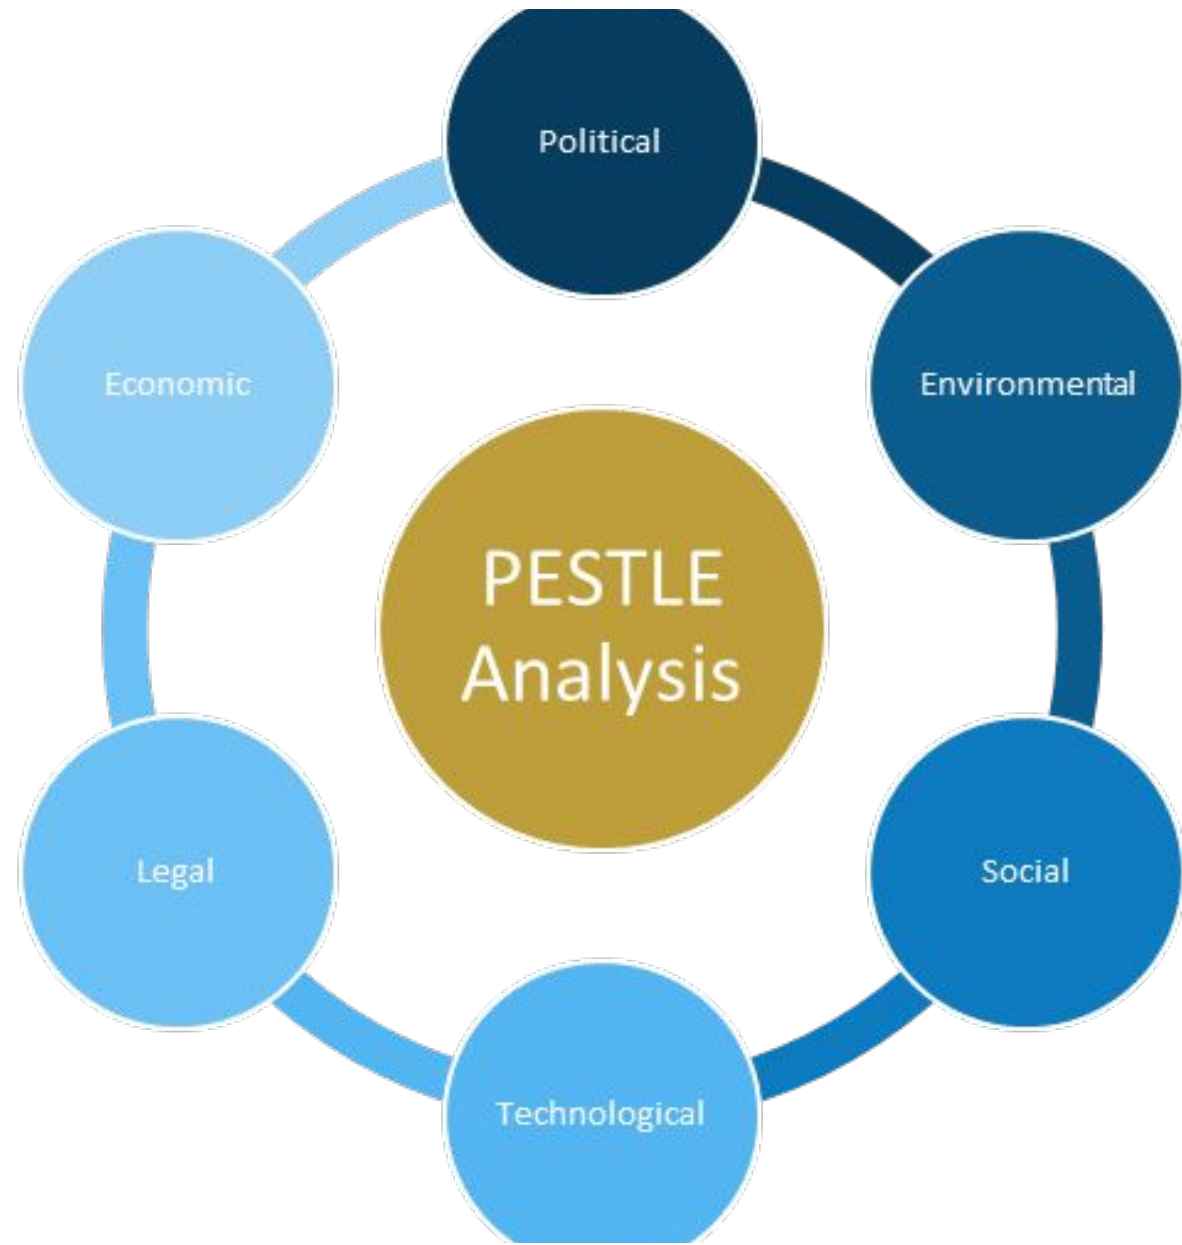 Political
Economic
Environmental
PESTLE
Analysis
Legal
Social
Technological